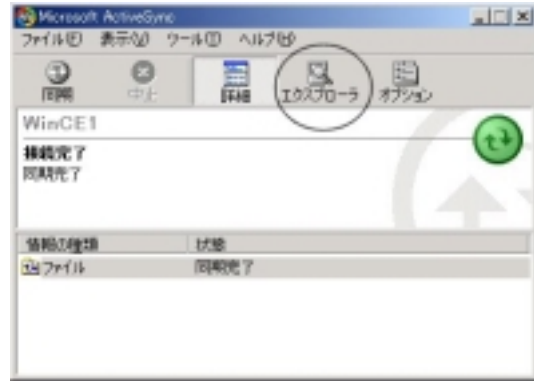 Microsoft ActiveSync
ファイル(F) 表示(V) ツール(T) ヘルプ(H)
同期 中止 詳細 エクスプローラ オプション
WinCE1
接続完了
同期完了
情報の種類 状態
ファイル 同期完了